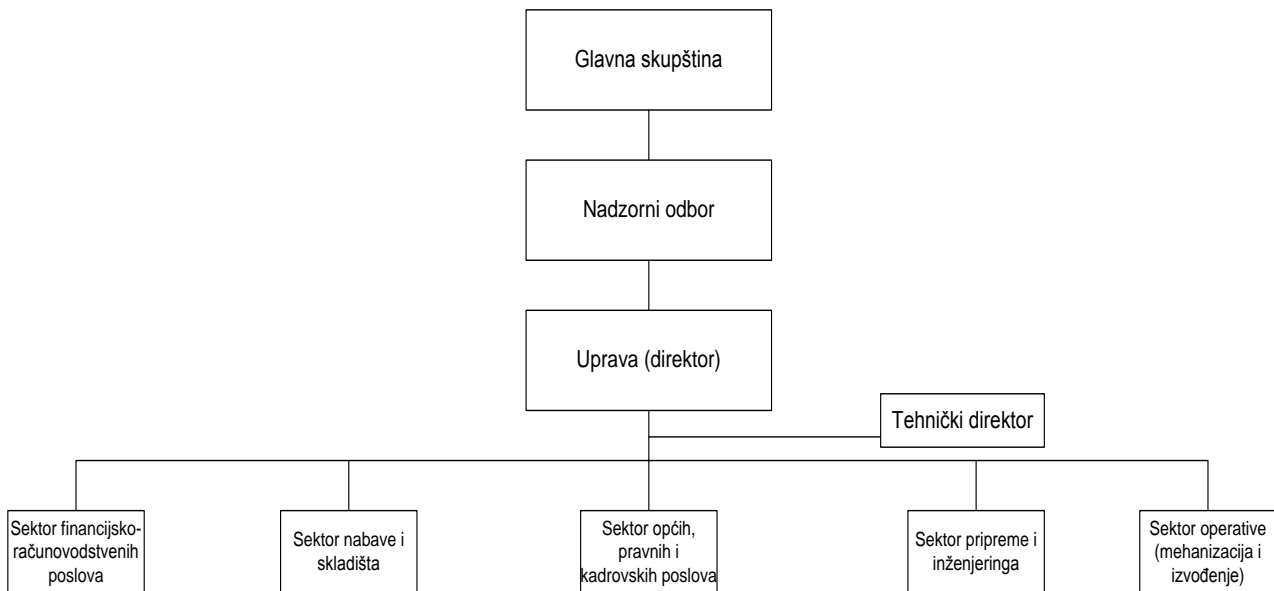 Glavna skupština
Nadzorni odbor
Uprava (direktor)
Tehnički direktor
Sektor financijsko-
računovodstvenih
poslova
Sektor nabave i
skladišta
Sektor općih,
pravnih i
kadrovskih poslova
Sektor pripreme i
inženjeringa
Sektor operative
(mehanizacija i
izvođenje)